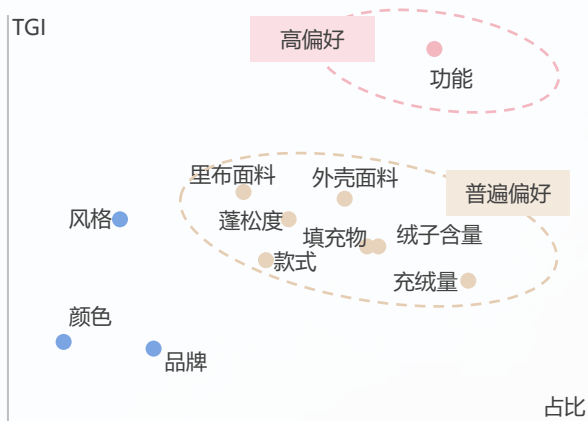 TGI
高偏好
功能
里布面料
外壳面料
普遍偏好
风格
蓬松度
填充物
绒子含量
款式
充绒量
颜色
品牌
占比